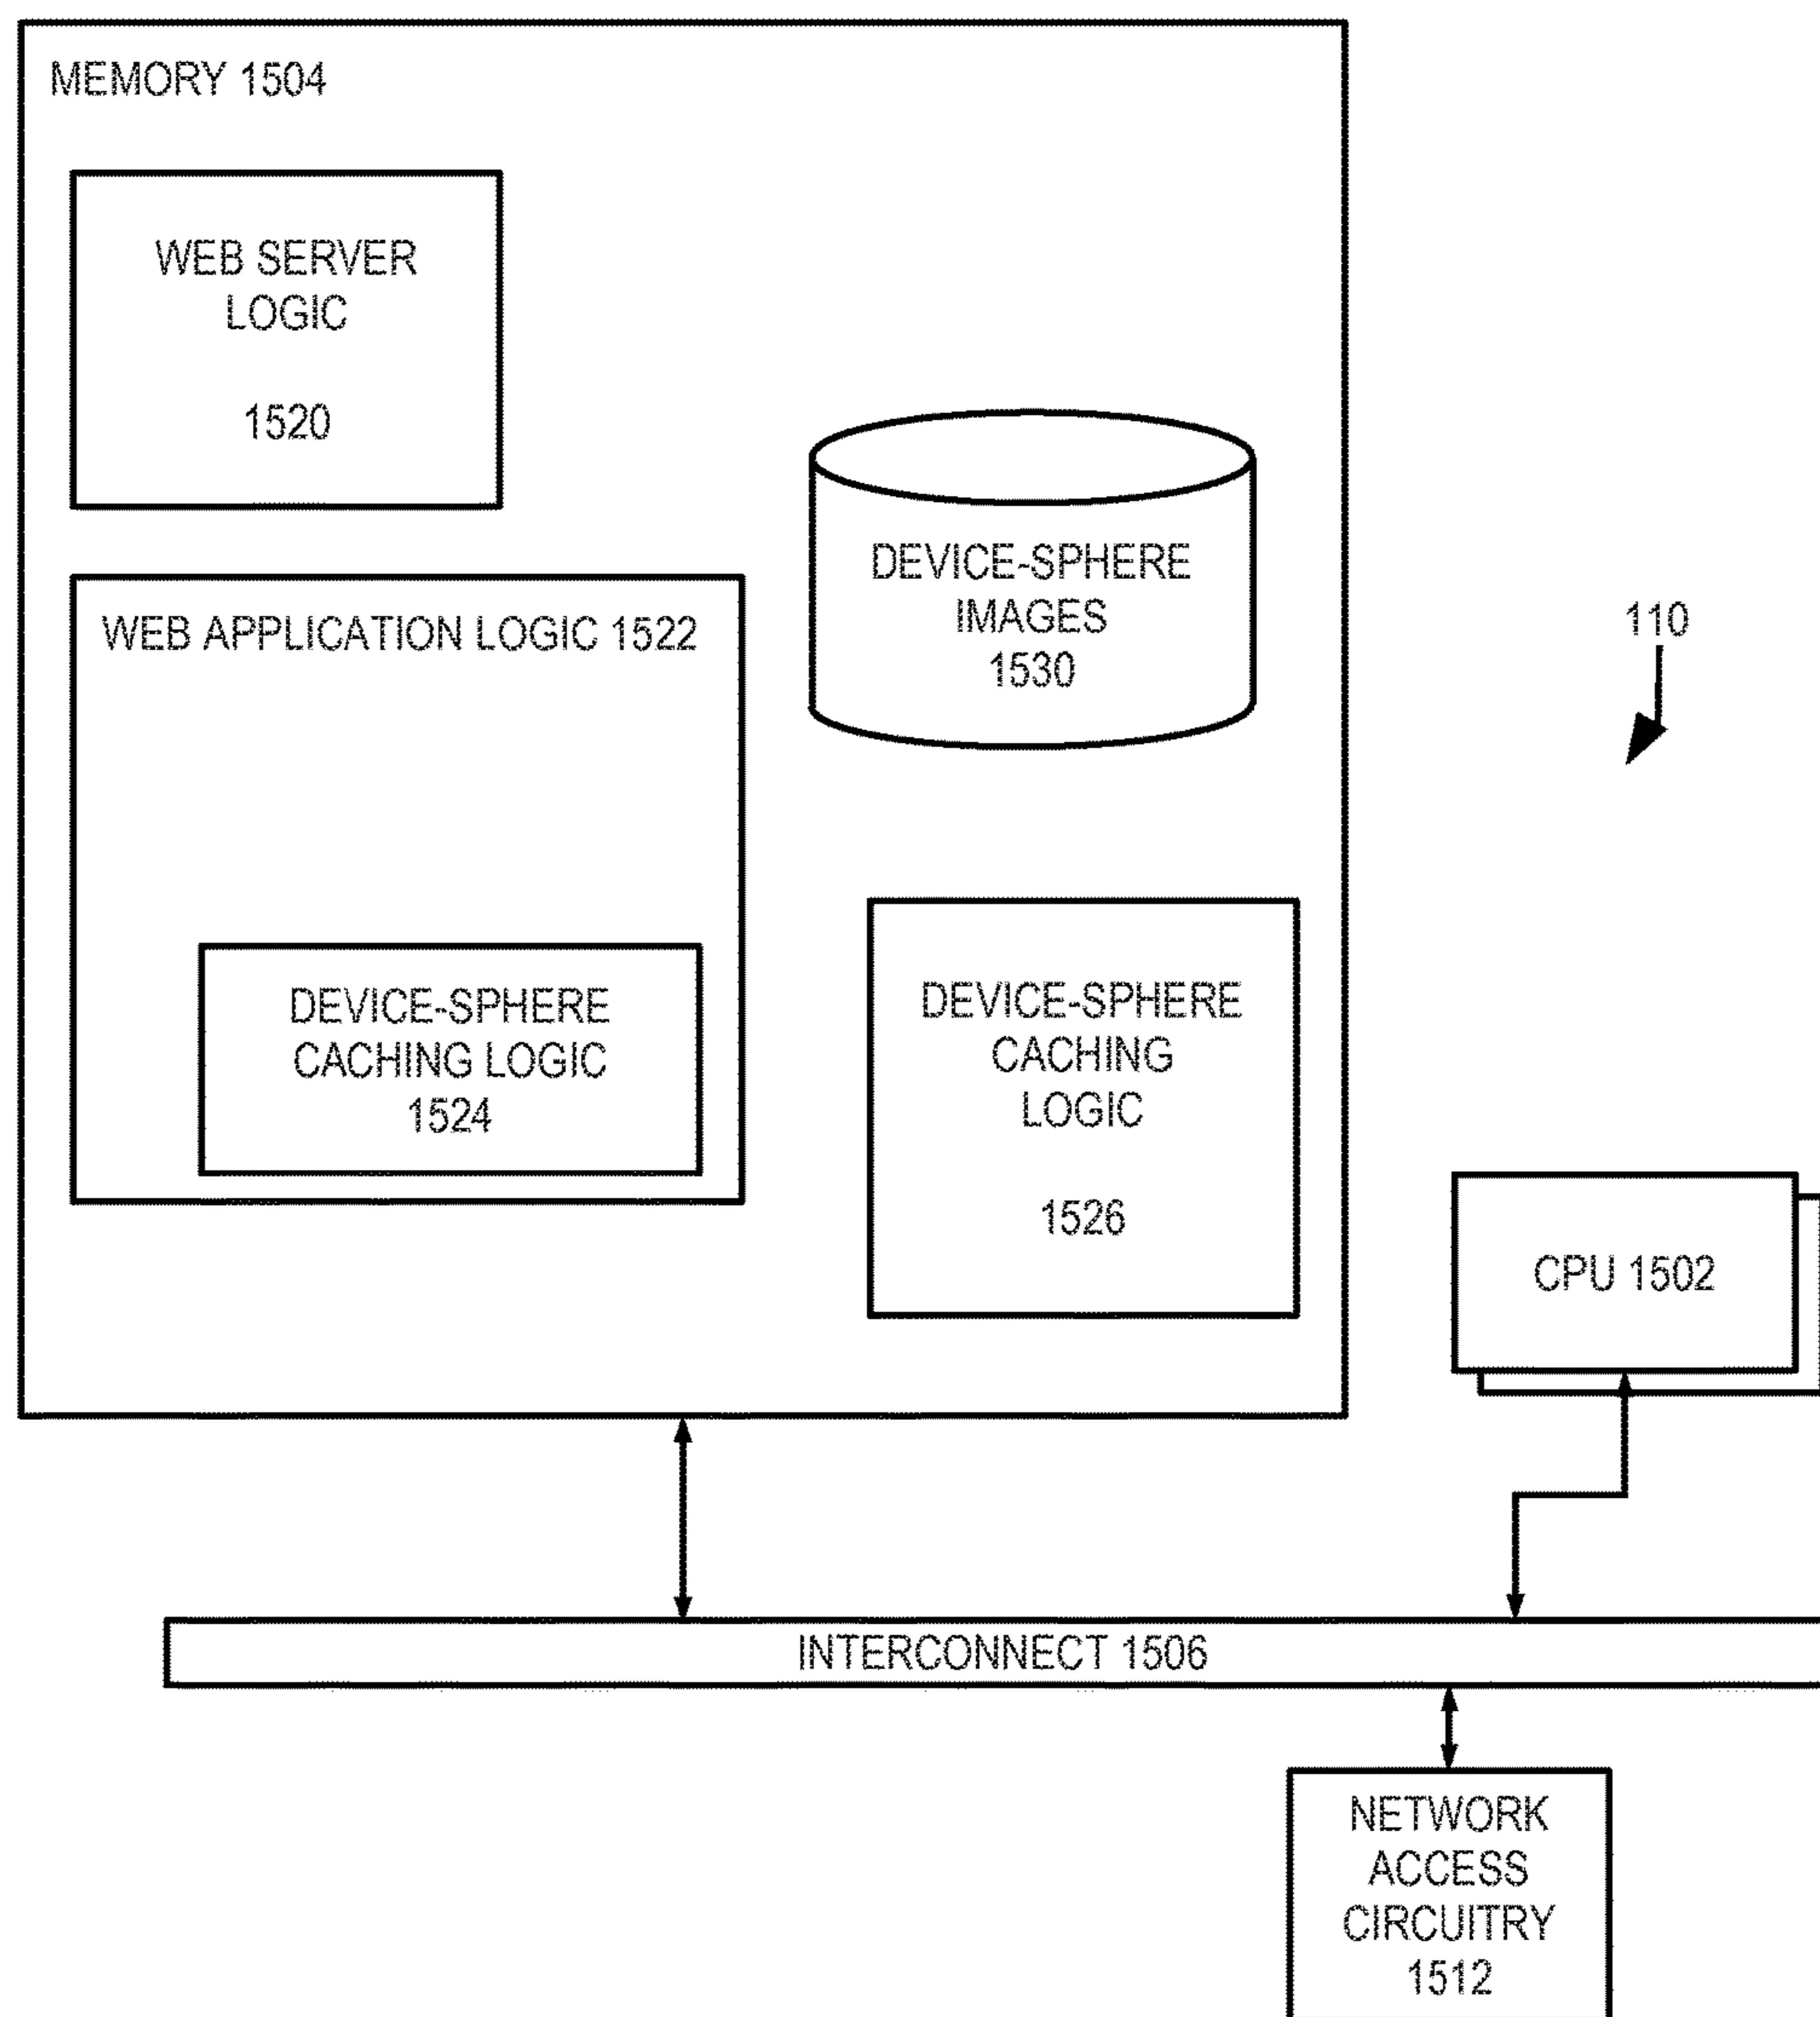 MEMORY 1504
WEB SERVER
LOGIC
1520
DEVICE-SPHERE
IMAGES
1530
110
WEB APPLICATION LOGIC 1522
DEVICE-SPHERE
CACHING LOGIC
1524
DEVICE-SPHERE
CACHING
LOGIC
1526
CPU 1502
INTERCONNECT 1506
NETWORK
ACCESS
CIRCUITRY
1512